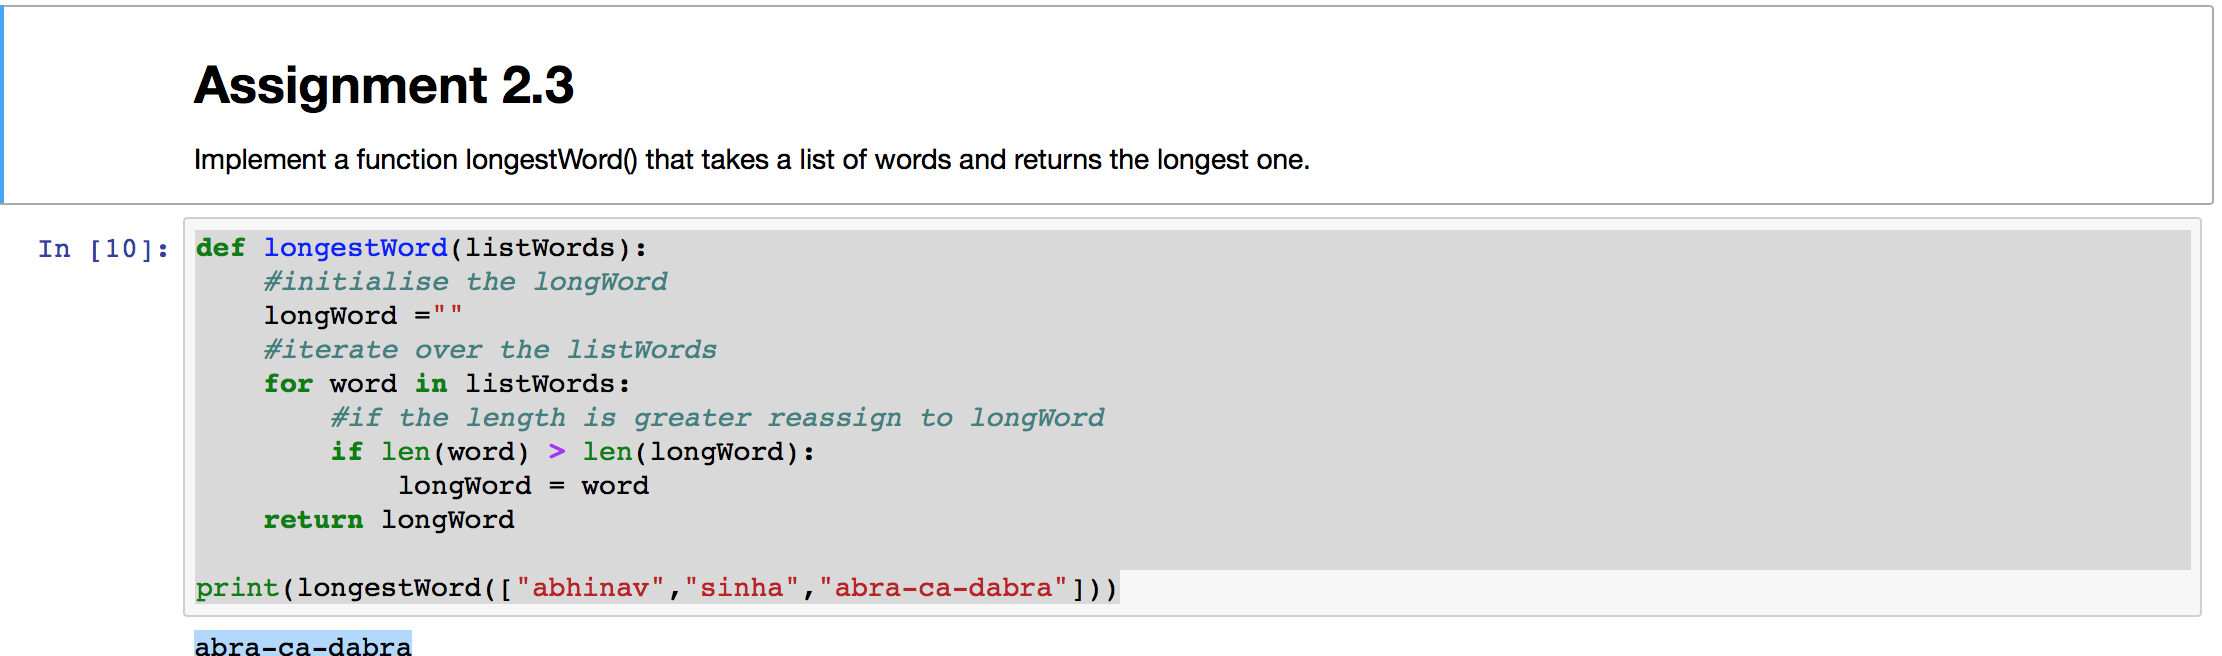 Assignment 2.3
Implement a function longestWord() that takes a list of words and returns the longest one.
In [10]:
def longestWord(listWords):
    #initialise the longWord
    longWord =""
    #iterate over the listWords
    for word in listWords:
        #if the length is greater reassign to longWord
        if len(word) > len(longWord):
            longWord = word
    return longWord

print(longestWord(["abhinav","sinha","abra-ca-dabra"]))
abra-ca-dabra